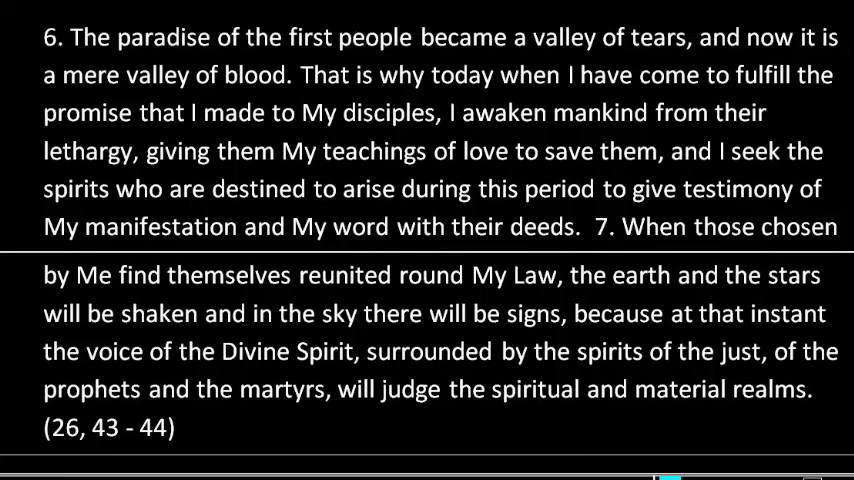 6. The paradise of the first people became a valley of tears, and now it is
a mere valley of blood. That is why today when I have come to fulfill the
promise that I made to My disciples, I awaken mankind from their
lethargy, giving them My teachings of love to save them, and I seek the
spirits who are destined to arise during this period to give testimony of
My manifestation and My word with their deeds.  7. When those chosen
by Me find themselves reunited round My Law, the earth and the stars
will be shaken and in the sky there will be signs, because at that instant
the voice of the Divine Spirit, surrounded by the spirits of the just, of the
prophets and the martyrs, will judge the spiritual and material realms.
(26, 43 - 44)